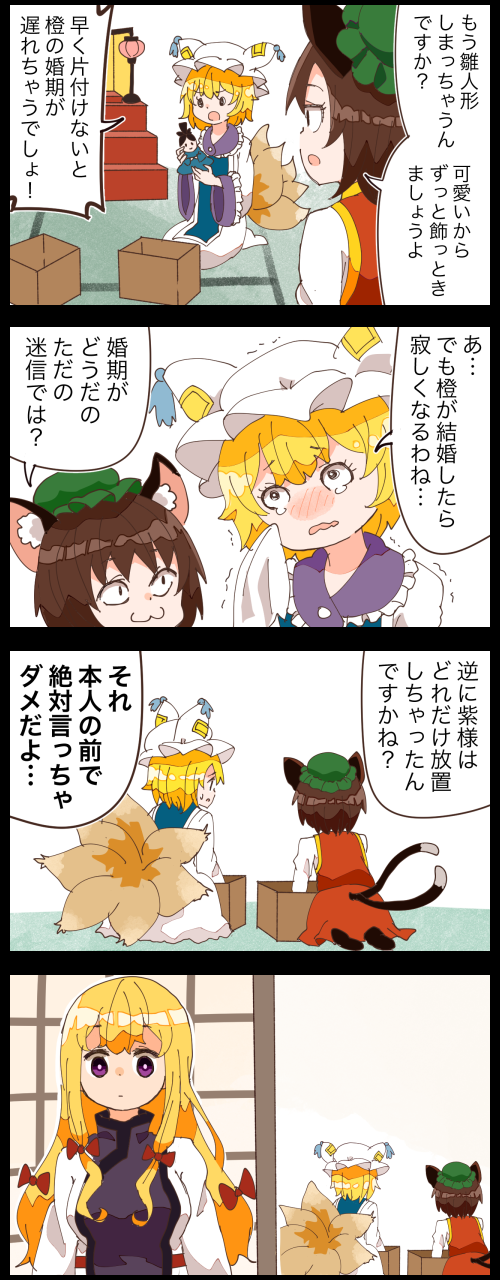 もう雛人形
しまっちゃうん
ですか？
可愛いから
ずっと飾っとき
ましょうよ
早く片付けないと
橙の婚期が
遅れちゃうでしょ！
あ…
でも橙が結婚したら
寂しくなるわね…
婚期が
どうだの
ただの
迷信では？
逆に紫様は
どれだけ放置
しちゃったん
ですかね？
それ
本人の前で
絶対言っちゃ
ダメだよ…